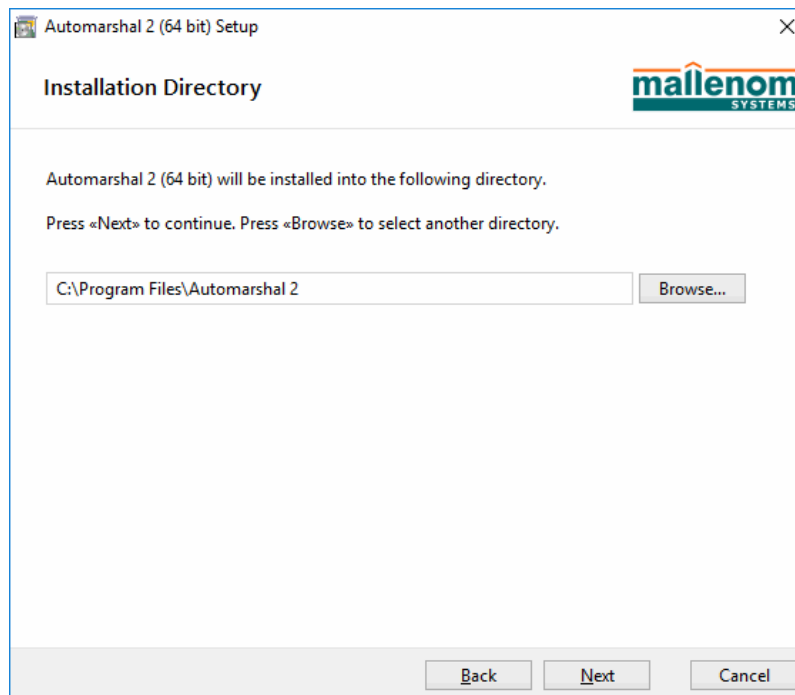 Automarshal 2 (64 bit) Setup
Installation Directory
mallenom
SYSTEMS
Automarshal 2 (64 bit) will be installed into the following directory.
Press «Next» to continue. Press «Browse» to select another directory.
C:\Program Files\Automarshal 2
Browse...
Back
Next
Cancel